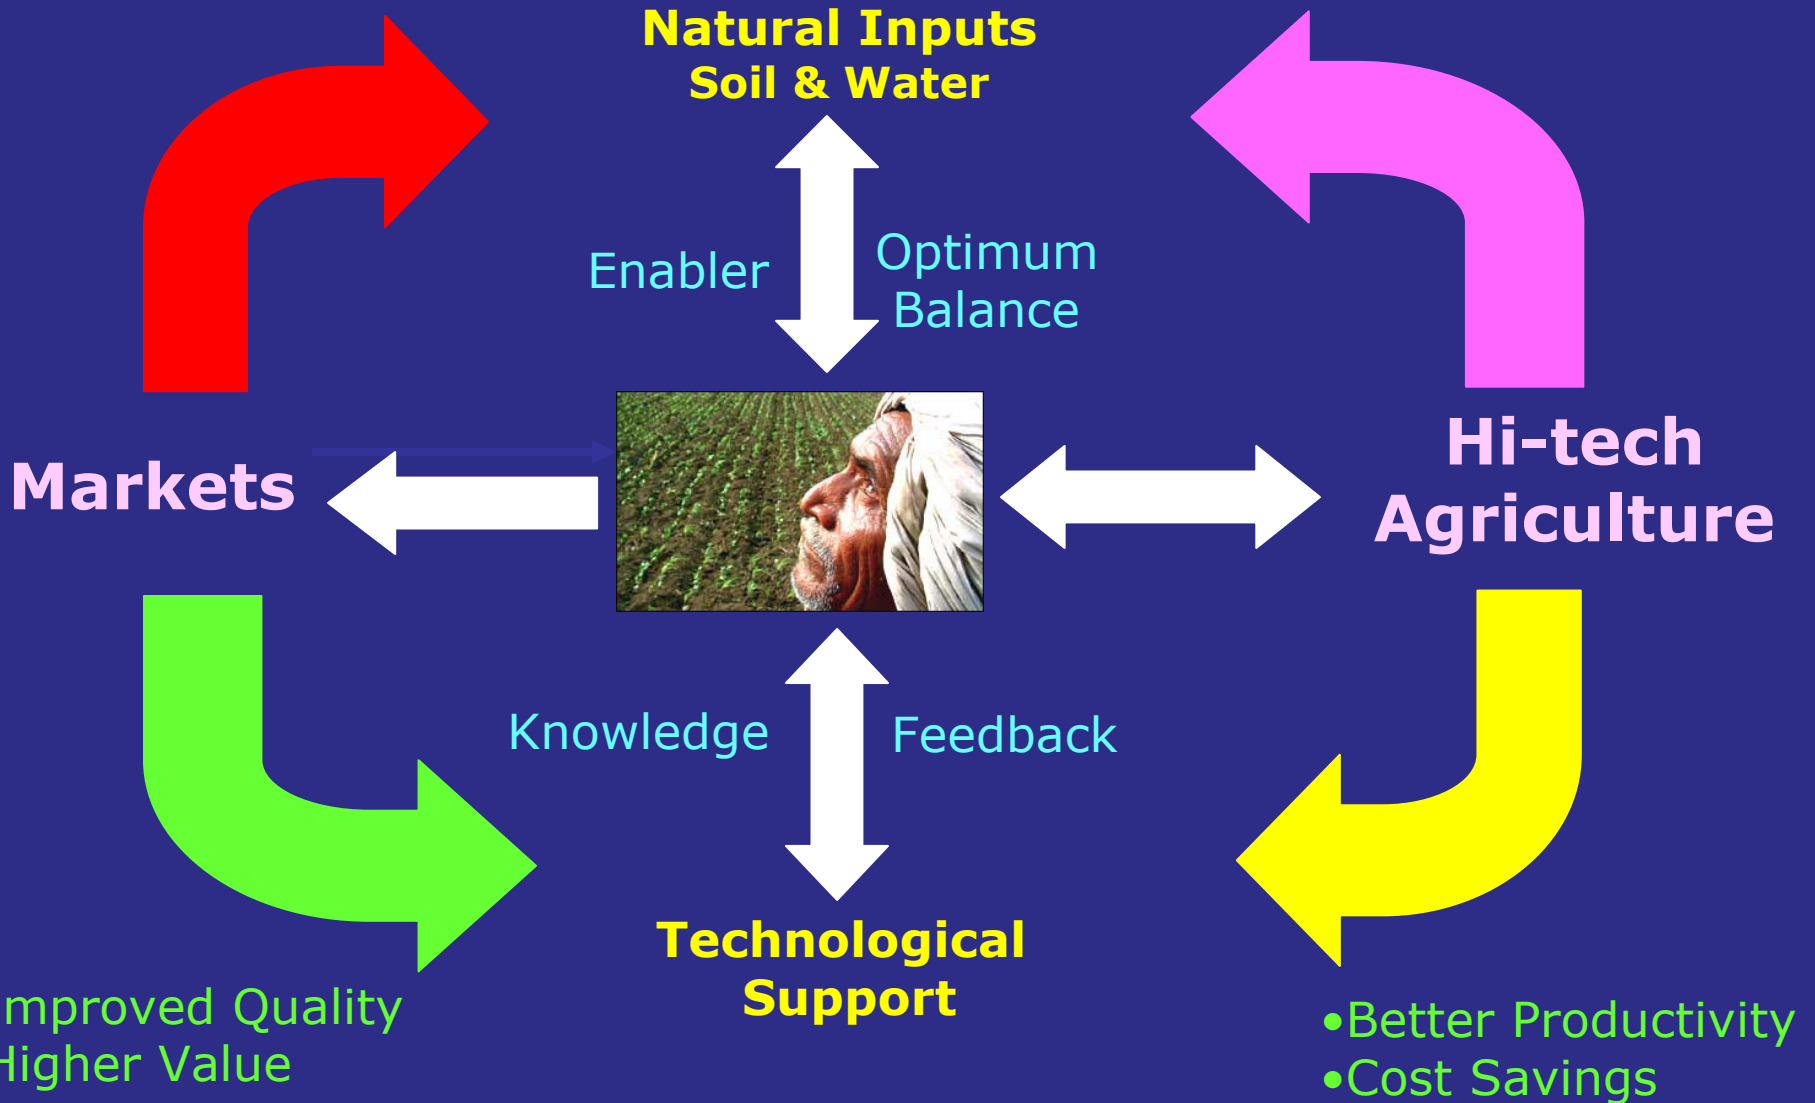 Natural Inputs
Soil & Water
Enabler
Optimum
Balance
Markets
Hi-tech
Agriculture
Knowledge
Feedback
Technological
Support
mproved Quality
Higher Value
•Better Productivity
•Cost Savings